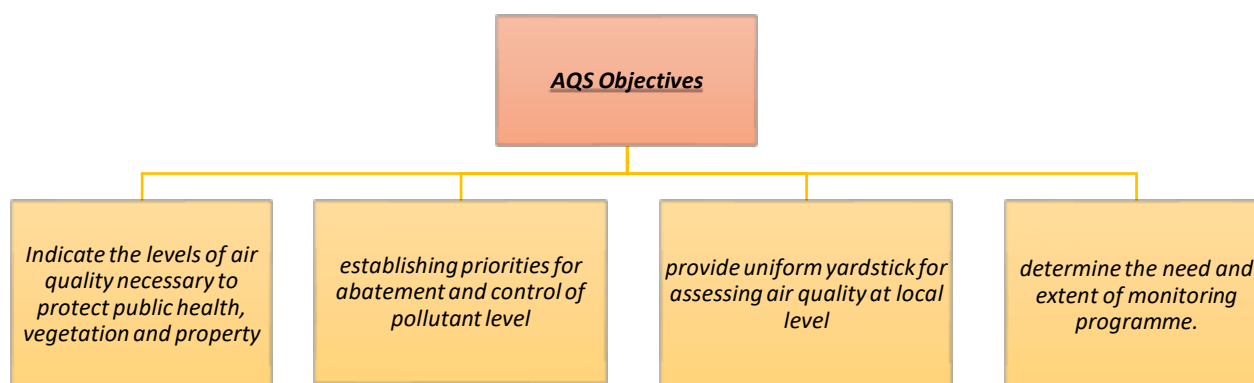 AQS Objectives
Indicate the levels of air
quality necessary to
protect public health,
vegetation and property
establishing priorities for
abatement and control of
pollutant level
provide uniform yardstick for
assessing air quality at local
level
determine the need and
extent of monitoring
programme.